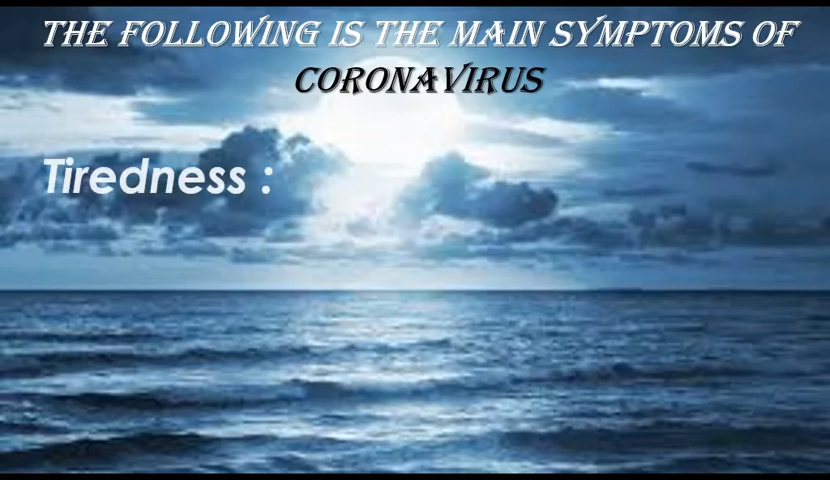 THE FOLLOWING IS THE MAIN SYMPTOMS OF
CORONAVIRUS
Tiredness :